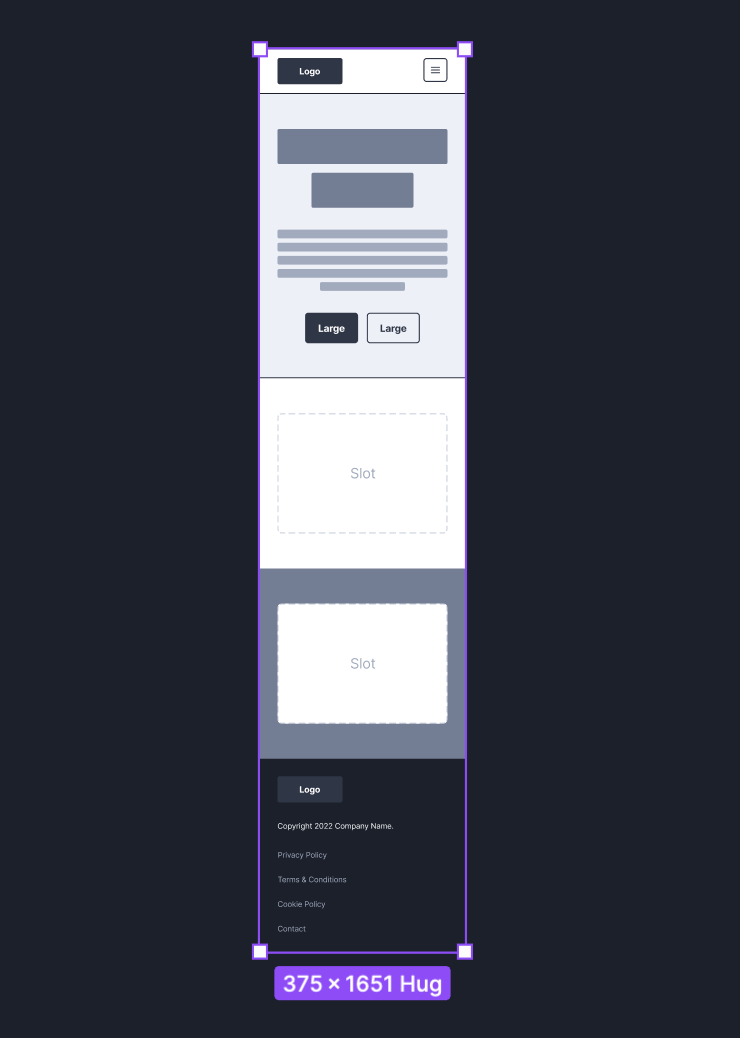 Logo
Large Large
Slot
Slot
Logo
Copyright 2022 Company Name.
Privacy Policy
Terms & Conditions
Cookie Policy
Contact
375 × 1651 Hug